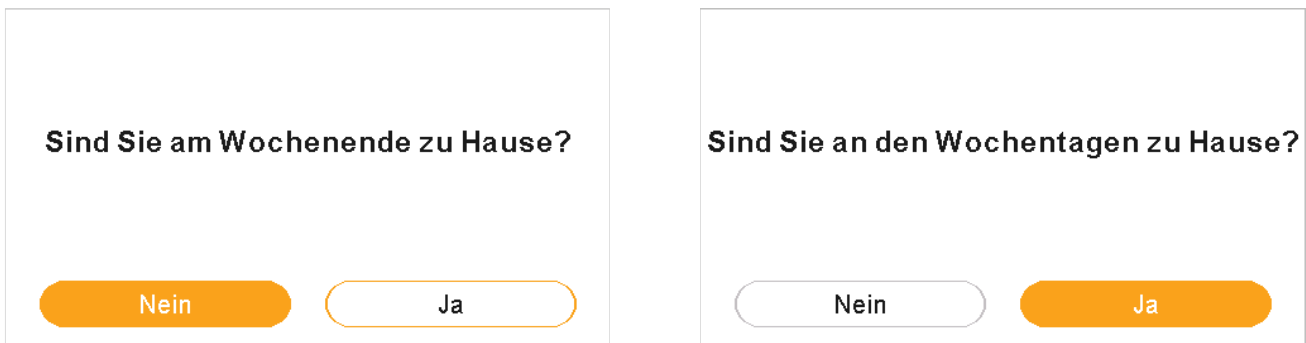 Sind Sie am Wochenende zu Hause?
Nein
Ja
Sind Sie an den Wochentagen zu Hause?
Nein
Ja